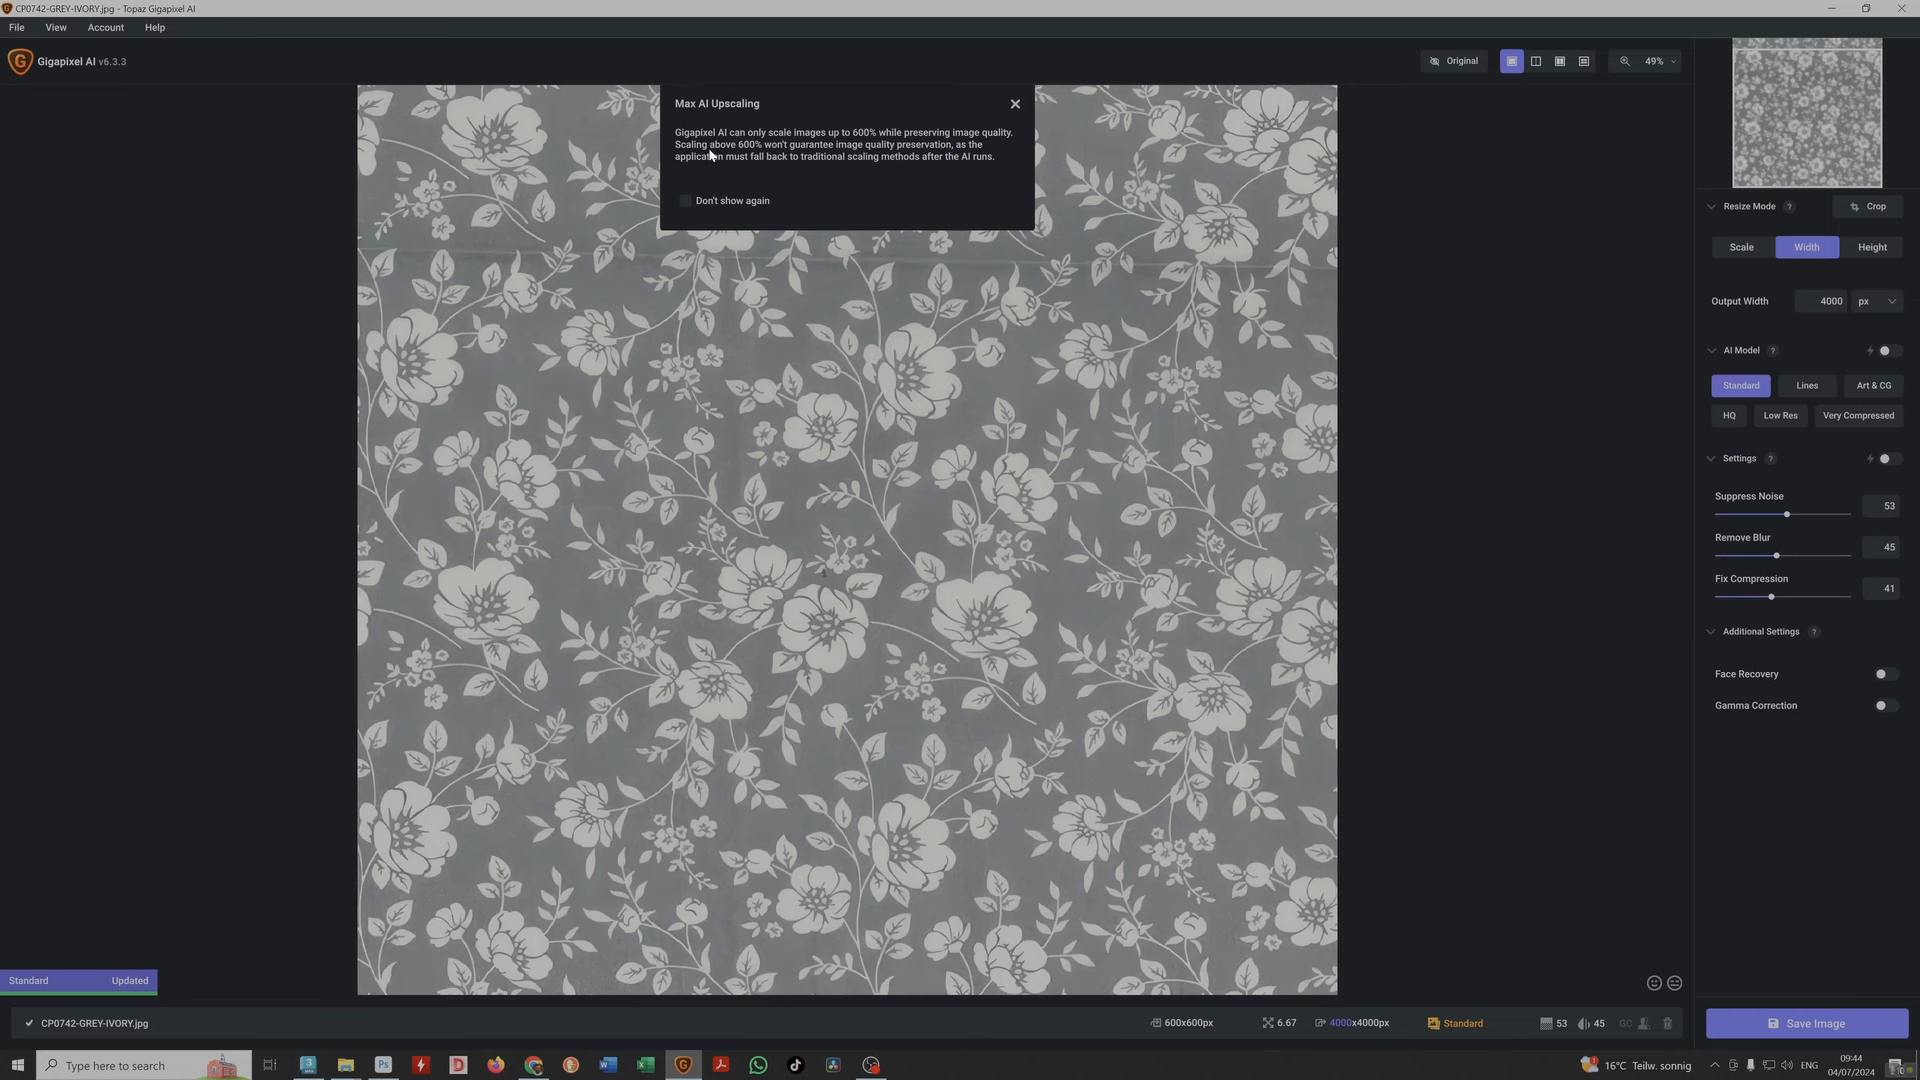 CP0742-GREY-IVORY.jpg - Topaz Gigapixel AI
File View Account Help
Gigapixel AI v6.3.3
Original
49%
Max AI Upscaling
Gigapixel AI can only scale images up to 600% while preserving image quality.
Scaling above 600% won't guarantee image quality preservation, as the
application must fall back to traditional scaling methods after the AI runs.
Don't show again
Resize Mode ? Crop
Scale Width Height
Output Width 4000 px
AI Model ?
Standard Lines Art & CG
HQ Low Res Very Compressed
Settings ?
Suppress Noise 53
Remove Blur 45
Fix Compression 41
Additional Settings ?
Face Recovery
Gamma Correction
Standard Updated
CP0742-GREY-IVORY.jpg
600x600px 6.67 4000x4000px Standard 53 45 GC
Save Image
Type here to search
16°C Teilw. sonnig
ENG
09:44
04/07/2024